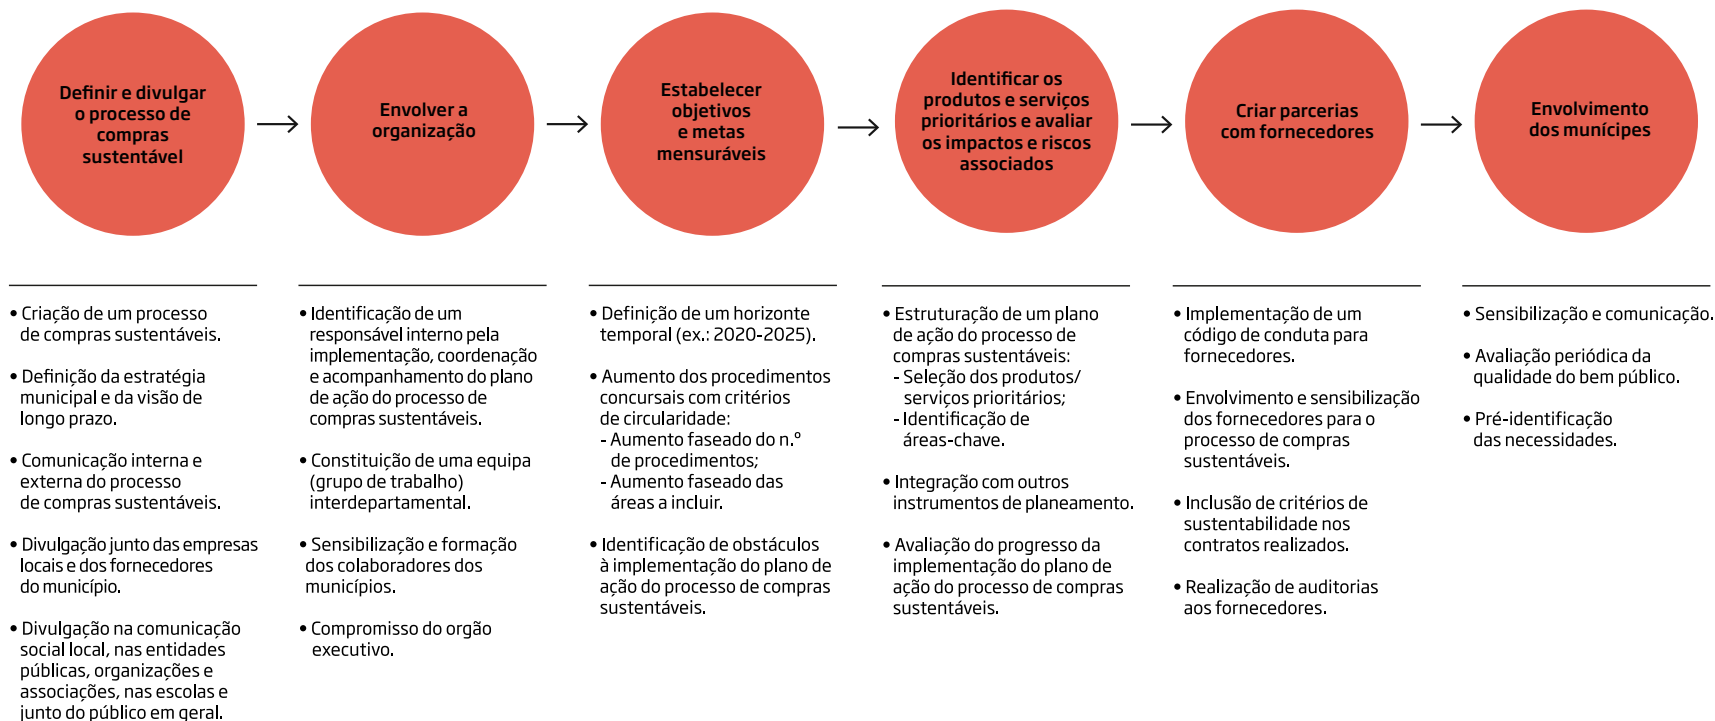 Definir e divulgar
o processo de
compras
sustentável
Envolver a
organização
Estabelecer
objetivos
e metas
mensuráveis
Identificar os
produtos e serviços
prioritários e avaliar
os impactos e riscos
associados
Criar parcerias
com fornecedores
Envolvimento
dos munícipes
• Criação de um processo
de compras sustentáveis.
• Definição da estratégia
municipal e da visão de
longo prazo.
• Comunicação interna e
externa do processo
de compras sustentáveis.
• Divulgação junto das empresas
locais e dos fornecedores
do município.
• Divulgação na comunicação
social local, nas entidades
públicas, organizações e
associações, nas escolas e
junto do público em geral.
• Identificação de um
responsável interno pela
implementação, coordenação
e acompanhamento do plano
de ação do processo de
compras sustentáveis.
• Constituição de uma equipa
(grupo de trabalho)
interdepartamental.
• Sensibilização e formação
dos colaboradores dos
municípios.
• Compromisso do orgão
executivo.
• Definição de um horizonte
temporal (ex.: 2020-2025).
• Aumento dos procedimentos
concursais com critérios
de circularidade:
- Aumento faseado do n.º
de procedimentos;
- Aumento faseado das
áreas a incluir.
• Identificação de obstáculos
à implementação do plano de
ação do processo de compras
sustentáveis.
• Estruturação de um plano
de ação do processo de
compras sustentáveis:
- Seleção dos produtos/
serviços prioritários;
- Identificação de
áreas-chave.
• Integração com outros
instrumentos de planeamento.
• Avaliação do progresso da
implementação do plano de
ação do processo de compras
sustentáveis.
• Implementação de um
código de conduta para
fornecedores.
• Envolvimento e sensibilização
dos fornecedores para o
processo de compras
sustentáveis.
• Inclusão de critérios de
sustentabilidade nos
contratos realizados.
• Realização de auditorias
aos fornecedores.
• Sensibilização e comunicação.
• Avaliação periódica da
qualidade do bem público.
• Pré-identificação
das necessidades.